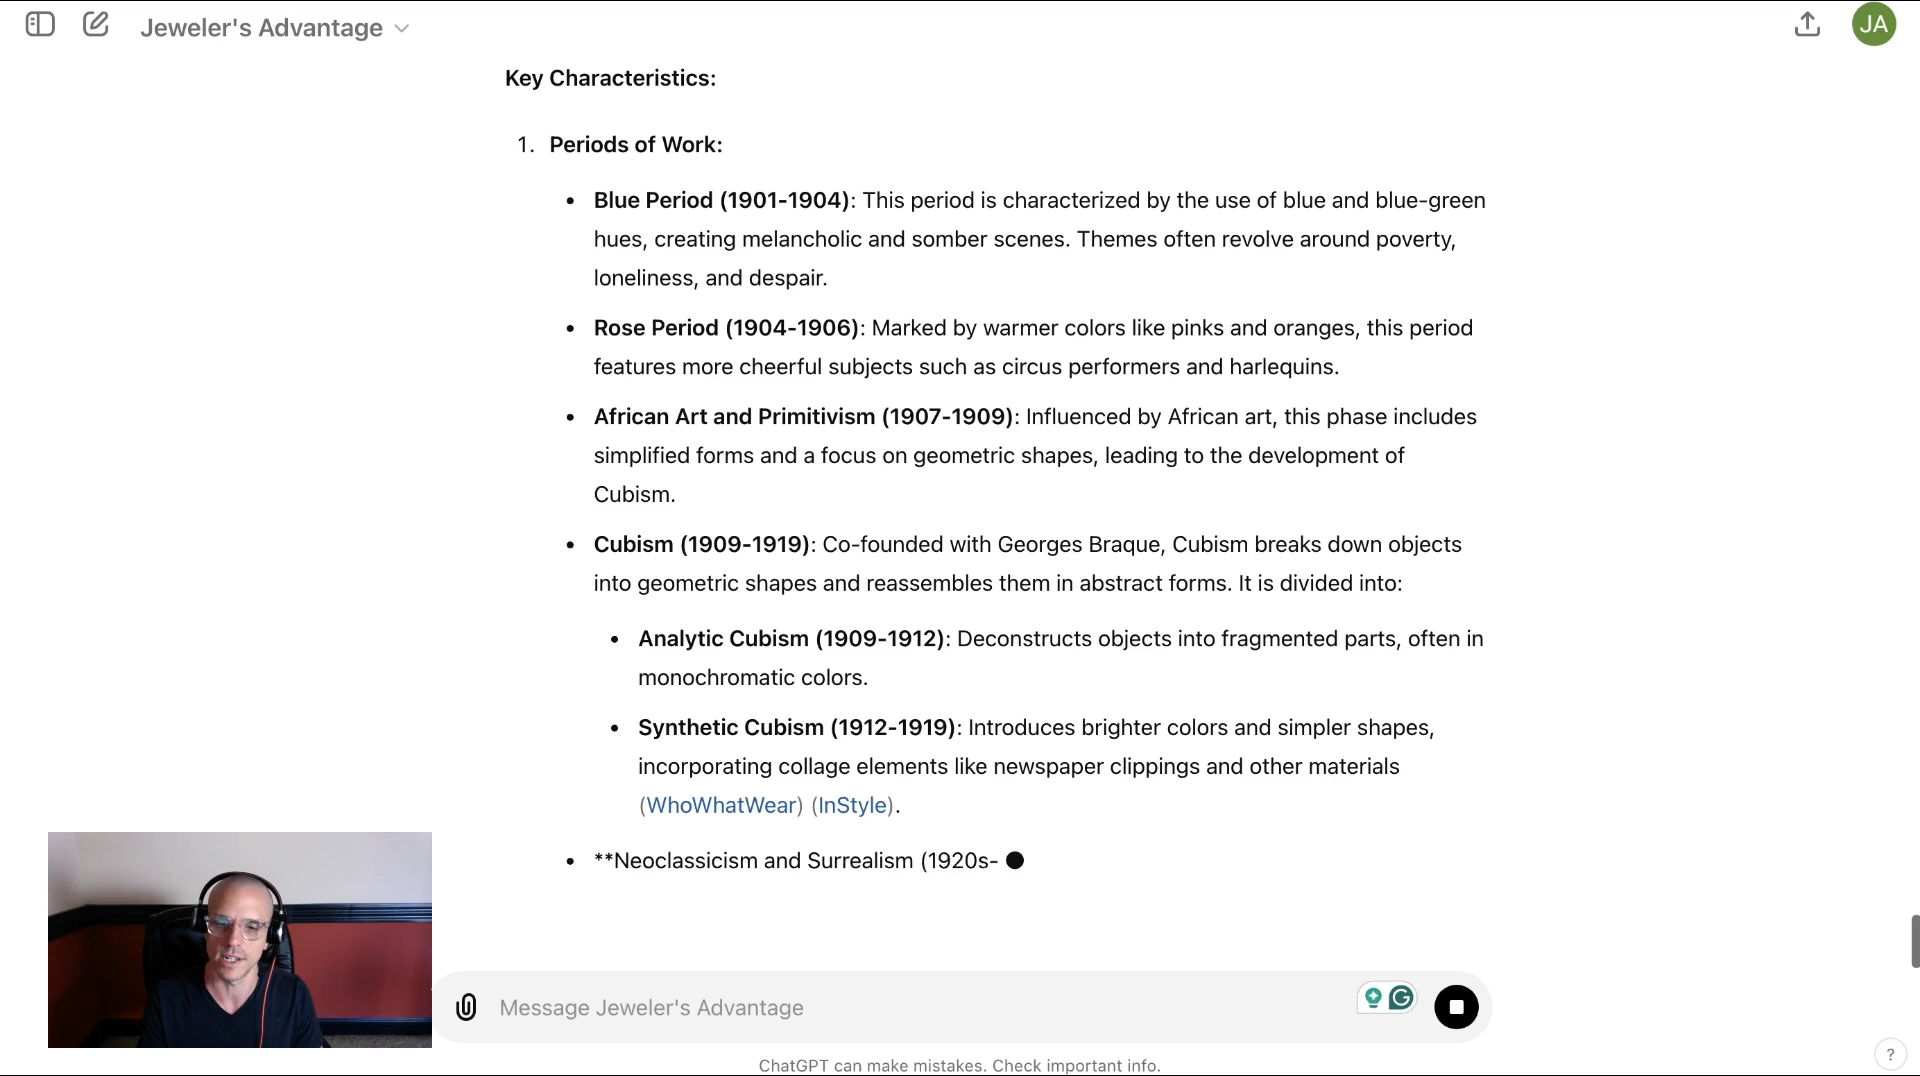 Jeweler's Advantage
JA
Key Characteristics:
1. Periods of Work:
• Blue Period (1901-1904): This period is characterized by the use of blue and blue-green
hues, creating melancholic and somber scenes. Themes often revolve around poverty,
loneliness, and despair.
• Rose Period (1904-1906): Marked by warmer colors like pinks and oranges, this period
features more cheerful subjects such as circus performers and harlequins.
• African Art and Primitivism (1907-1909): Influenced by African art, this phase includes
simplified forms and a focus on geometric shapes, leading to the development of
Cubism.
• Cubism (1909-1919): Co-founded with Georges Braque, Cubism breaks down objects
into geometric shapes and reassembles them in abstract forms. It is divided into:
• Analytic Cubism (1909-1912): Deconstructs objects into fragmented parts, often in
monochromatic colors.
• Synthetic Cubism (1912-1919): Introduces brighter colors and simpler shapes,
incorporating collage elements like newspaper clippings and other materials
(WhoWhatWear) (InStyle).
• **Neoclassicism and Surrealism (1920s-
Message Jeweler's Advantage
G
ChatGPT can make mistakes. Check important info.
?